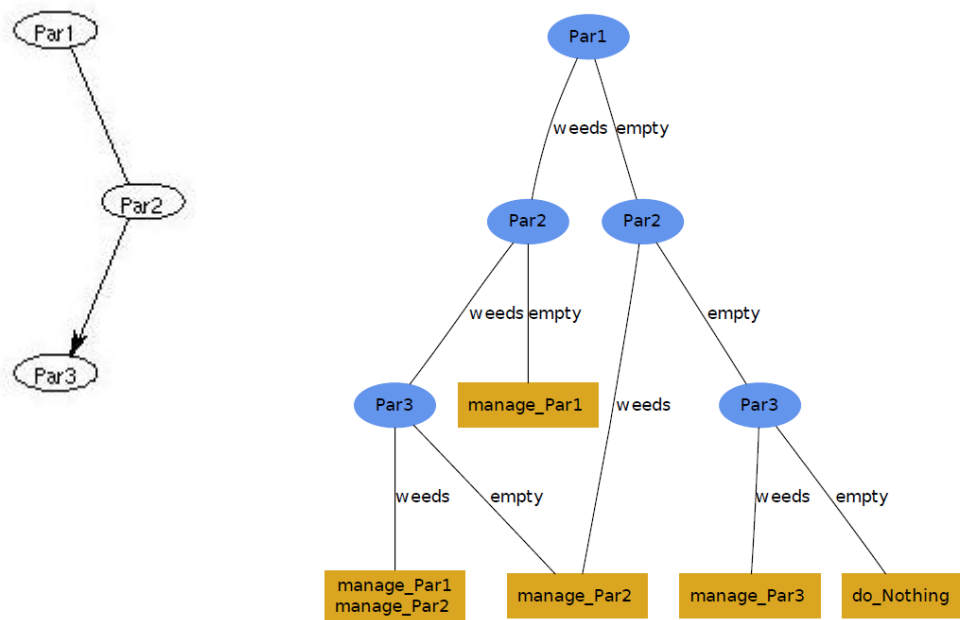 Par1
Par2
Par3
Par1
weeds
empty
Par2
Par2
weeds
empty
empty
Par3
manage_Par1
weeds
Par3
weeds
empty
weeds
empty
manage_Par1
manage_Par2
manage_Par2
manage_Par3
do_Nothing